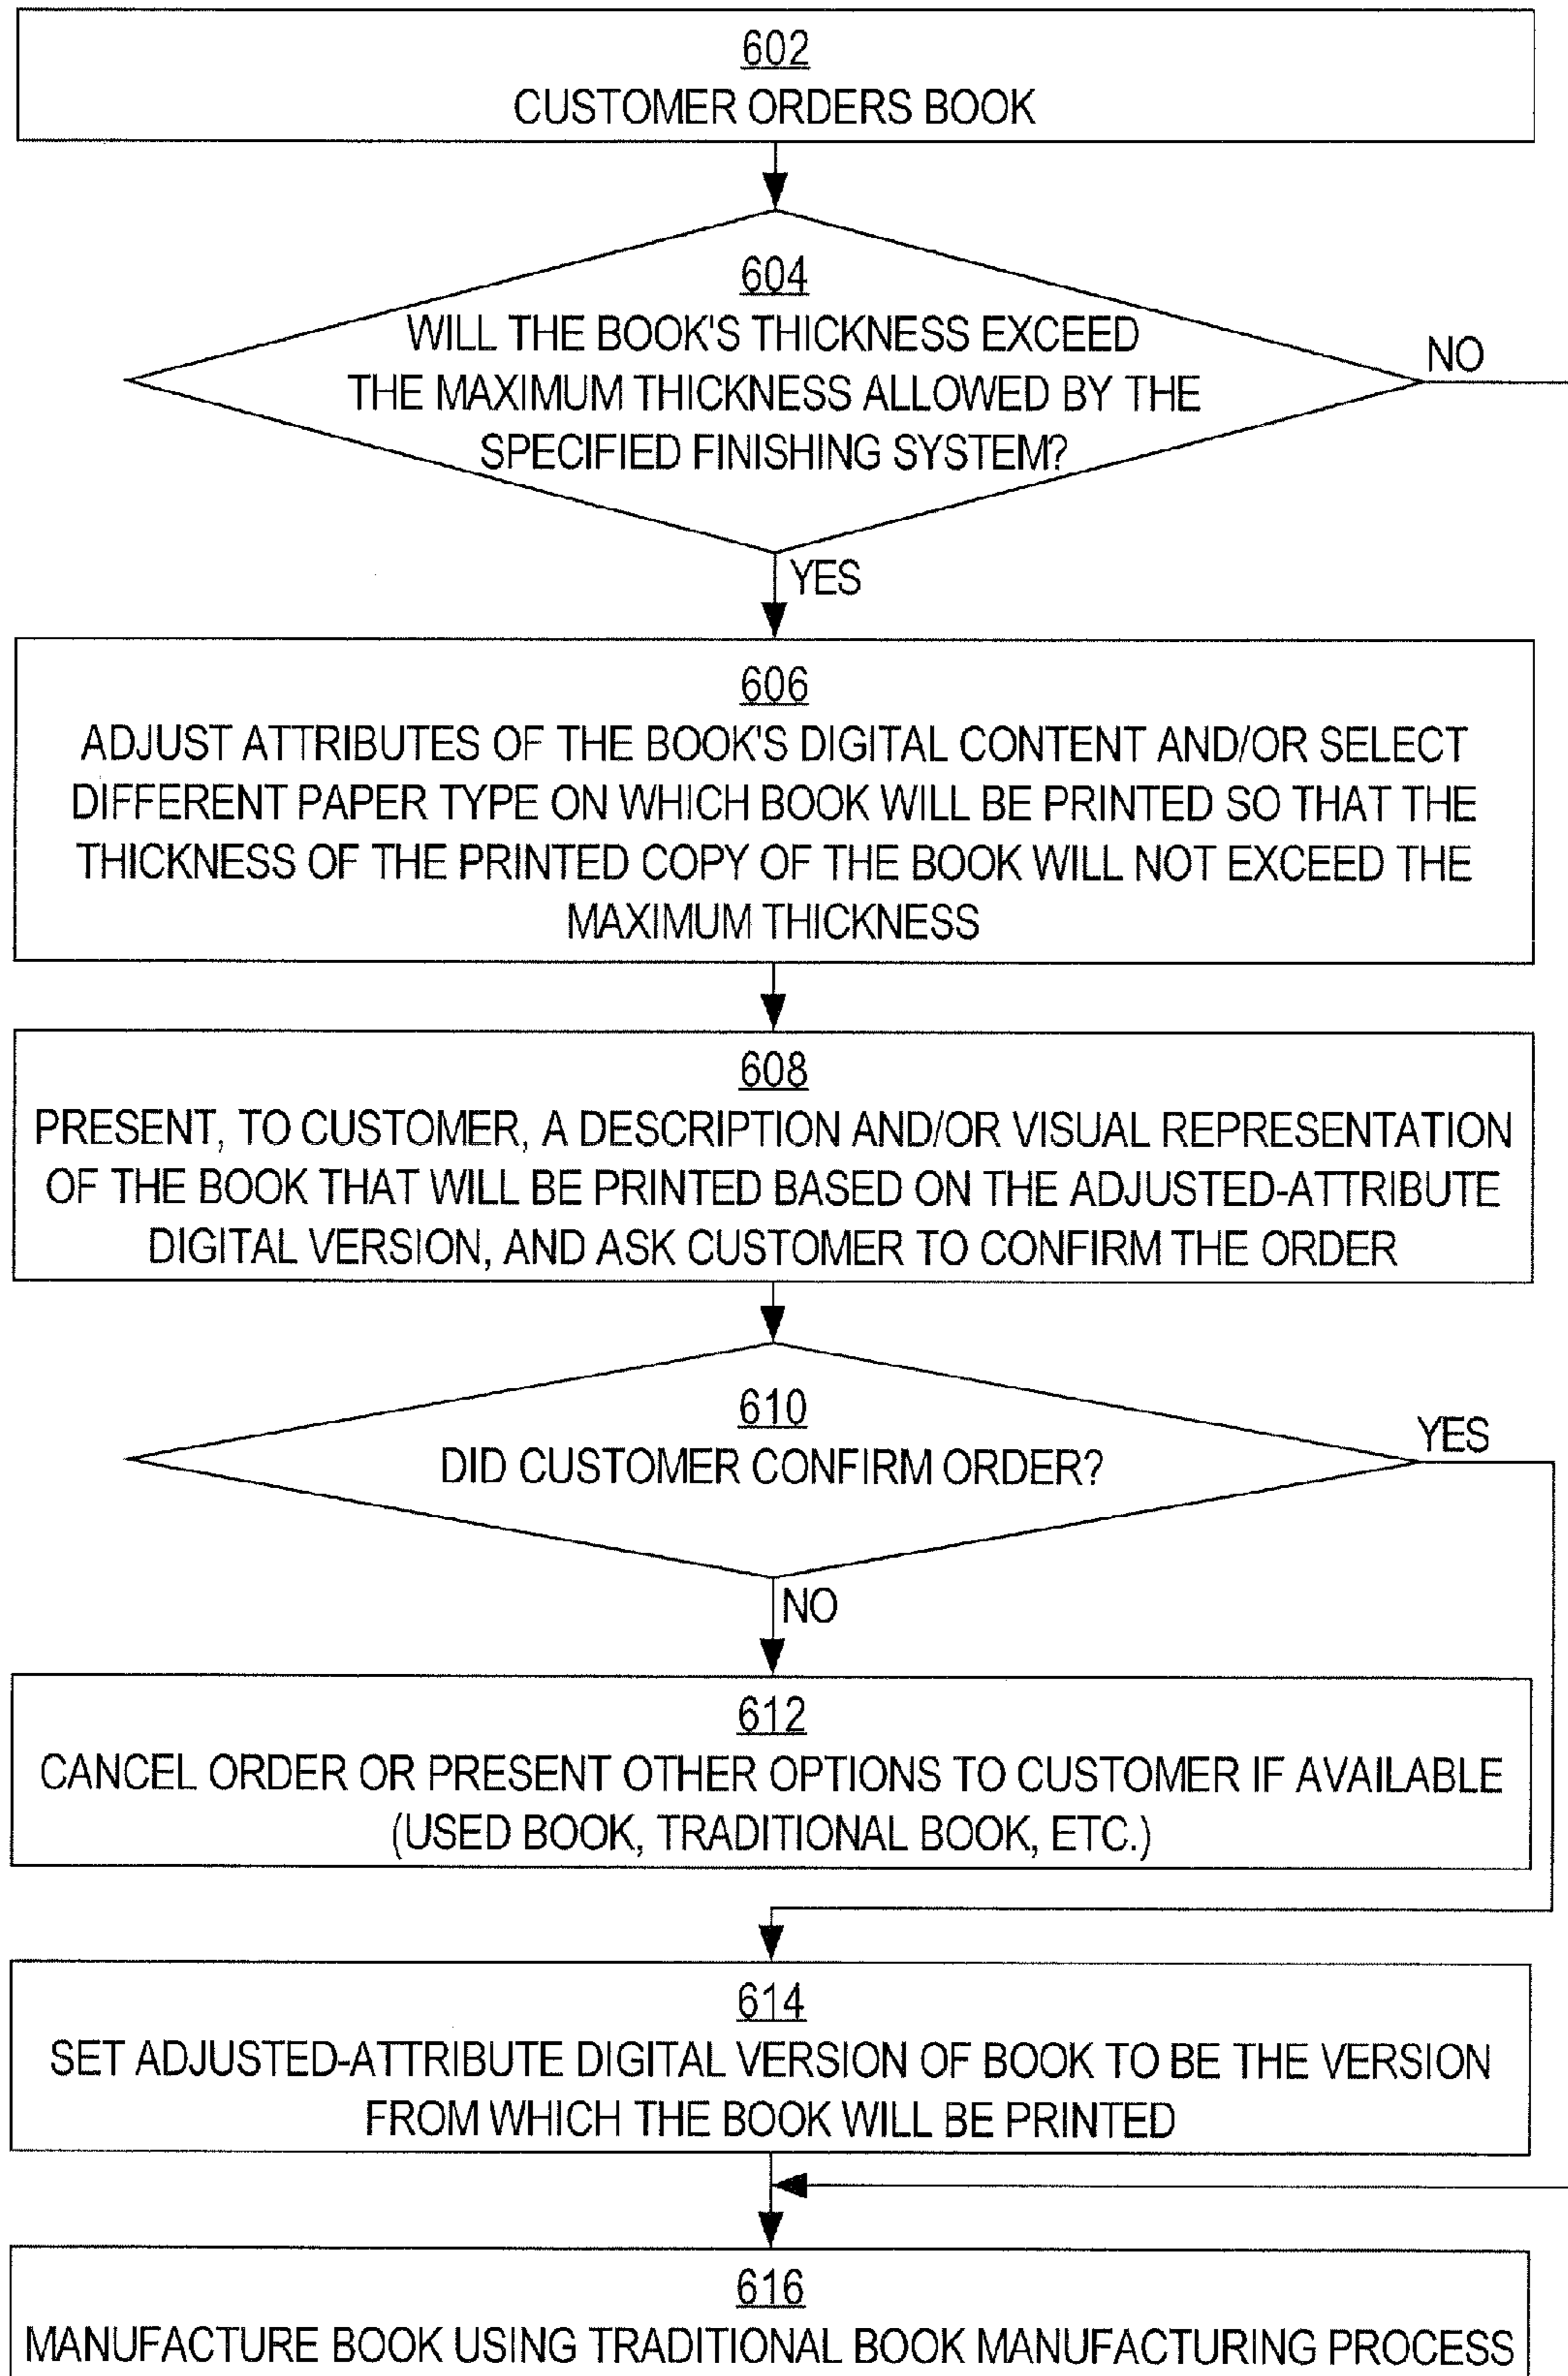 602
CUSTOMER ORDERS BOOK
604
WILL THE BOOK'S THICKNESS EXCEED
THE MAXIMUM THICKNESS ALLOWED BY THE
SPECIFIED FINISHING SYSTEM?
NO
YES
606
ADJUST ATTRIBUTES OF THE BOOK'S DIGITAL CONTENT AND/OR SELECT
DIFFERENT PAPER TYPE ON WHICH BOOK WILL BE PRINTED SO THAT THE
THICKNESS OF THE PRINTED COPY OF THE BOOK WILL NOT EXCEED THE
MAXIMUM THICKNESS
608
PRESENT, TO CUSTOMER, A DESCRIPTION AND/OR VISUAL REPRESENTATION
OF THE BOOK THAT WILL BE PRINTED BASED ON THE ADJUSTED-ATTRIBUTE
DIGITAL VERSION, AND ASK CUSTOMER TO CONFIRM THE ORDER
610
DID CUSTOMER CONFIRM ORDER?
YES
NO
612
CANCEL ORDER OR PRESENT OTHER OPTIONS TO CUSTOMER IF AVAILABLE
(USED BOOK, TRADITIONAL BOOK, ETC.)
614
SET ADJUSTED-ATTRIBUTE DIGITAL VERSION OF BOOK TO BE THE VERSION
FROM WHICH THE BOOK WILL BE PRINTED
616
MANUFACTURE BOOK USING TRADITIONAL BOOK MANUFACTURING PROCESS